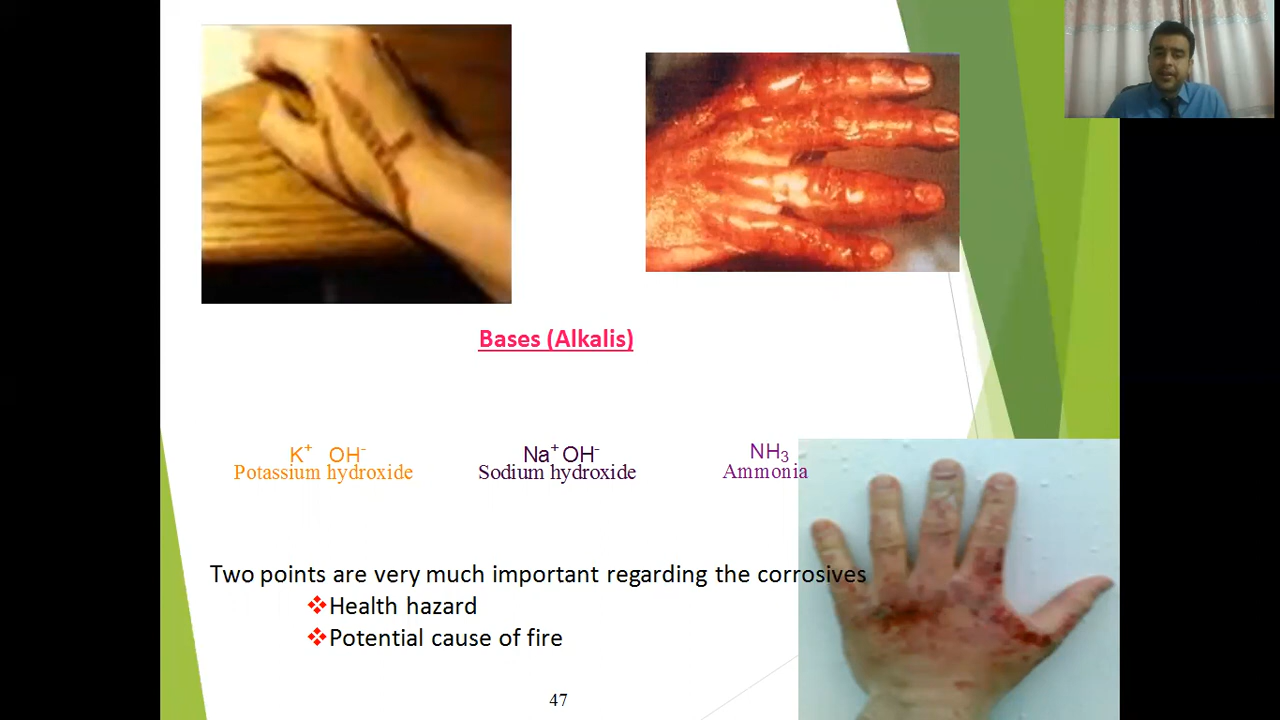 Bases (Alkalis)
K+ OH-
Potassium hydroxide
Na+ OH-
Sodium hydroxide
NH3
Ammonia
Two points are very much important regarding the corrosives
❖Health hazard
❖Potential cause of fire
47